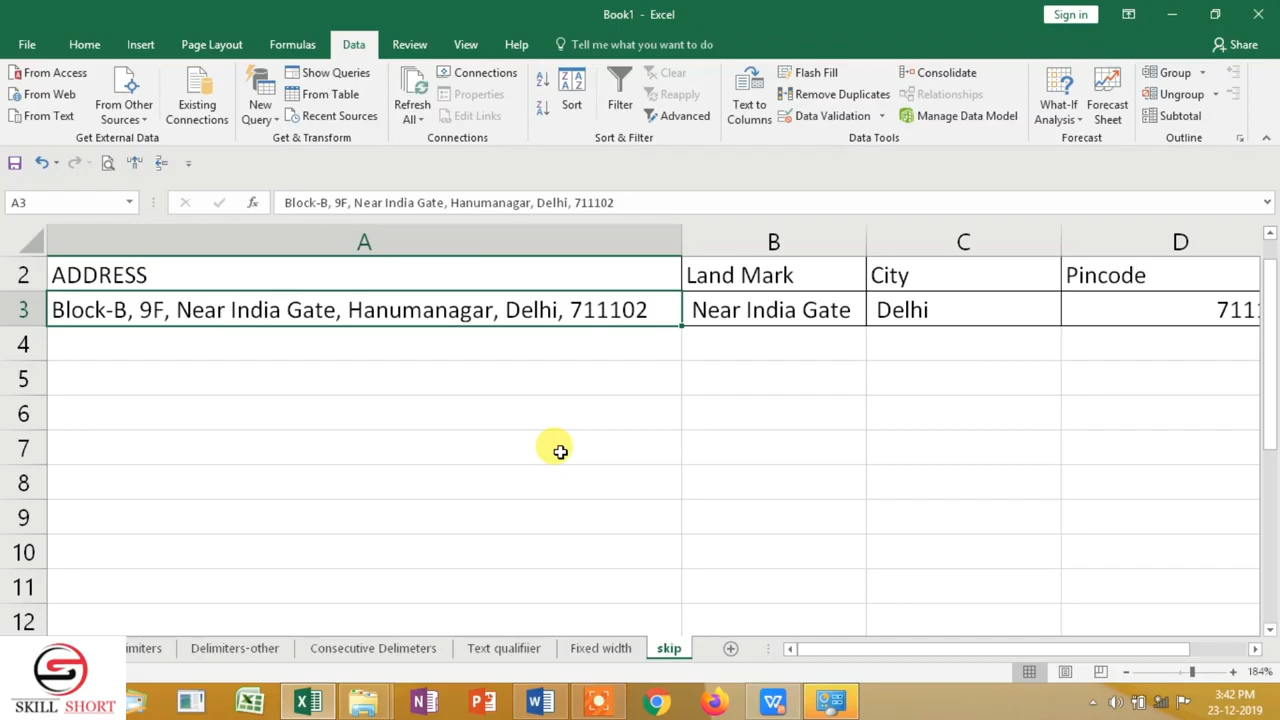 Book1 - Excel
Sign in
File Home Insert Page Layout Formulas Data Review View Help Tell me what you want to do Share
From Access
From Web
From Text
From Other Sources
Existing Connections
Get External Data
New Query
Show Queries
From Table
Recent Sources
Get & Transform
Refresh All
Connections
Properties
Edit Links
Connections
Sort
Filter
Clear
Reapply
Advanced
Sort & Filter
Text to Columns
Flash Fill
Remove Duplicates
Data Validation
Consolidate
Relationships
Manage Data Model
Data Tools
What-If Analysis
Forecast Sheet
Forecast
Group
Ungroup
Subtotal
Outline
A3 fx Block-B, 9F, Near India Gate, Hanumanagar, Delhi, 711102
A B C D
2 ADDRESS Land Mark City Pincode
3 Block-B, 9F, Near India Gate, Hanumanagar, Delhi, 711102 Near India Gate Delhi 711
4
5
6
7
8
9
10
11
12
imiters Delimiters-other Consecutive Delimeters Text qualifiier Fixed width skip
184%
SKILL SHORT
3:42 PM
23-12-2019